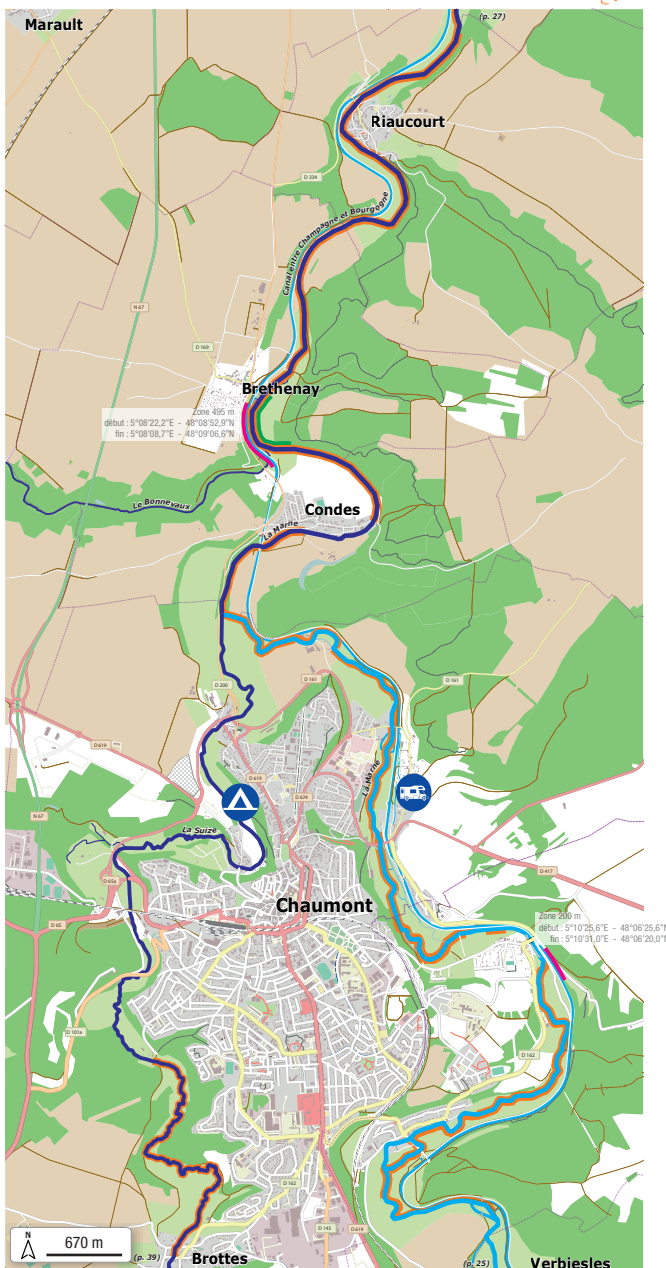 Marault
(p. 27)
Riaucourt
D 334
Canal entre Champagne et Bourgogne
N 67
D 169
Brethenay
Zone 495 m
début : 5°08'22,2"E - 48°08'52,9"N
fin : 5°08'08,7"E - 48°09'06,6"N
Le Bonnevaux
Condes
La Marne
D 200
D 161
D 161
D 619
D 619
D 674
La Marne
N 67
La Suize
D 65a
D 417
Chaumont
D 65
Zone 200 m
début : 5°10'25,6"E - 48°06'25,6"N
fin : 5°10'31,0"E - 48°06'20,0"N
D 101a
D 162
D 162
N
670 m
D 143
D 619
(p. 39)
Brottes
(p. 25)
Verbiesles